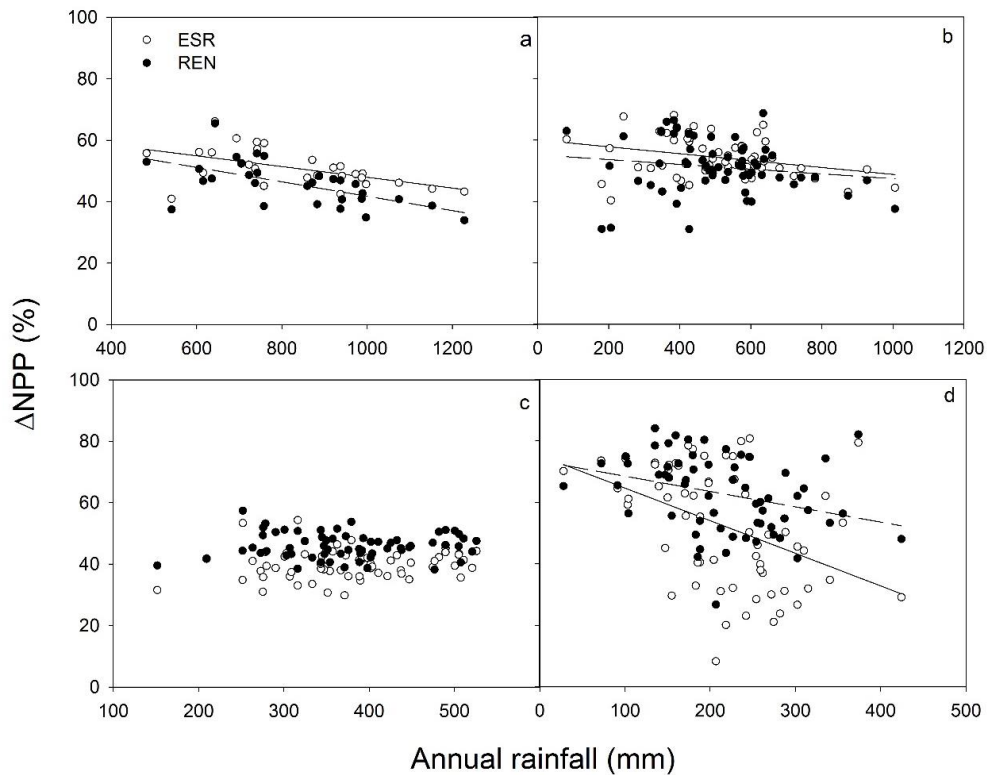 100
80
60
40
20
0
400 600 800 1000 1200
ESR
REN
a
0 200 400 600 800 1000 1200
b
ΔNPP (%)
100
80
60
40
20
0
100 200 300 400 500
c
0 100 200 300 400 500
d
Annual rainfall (mm)